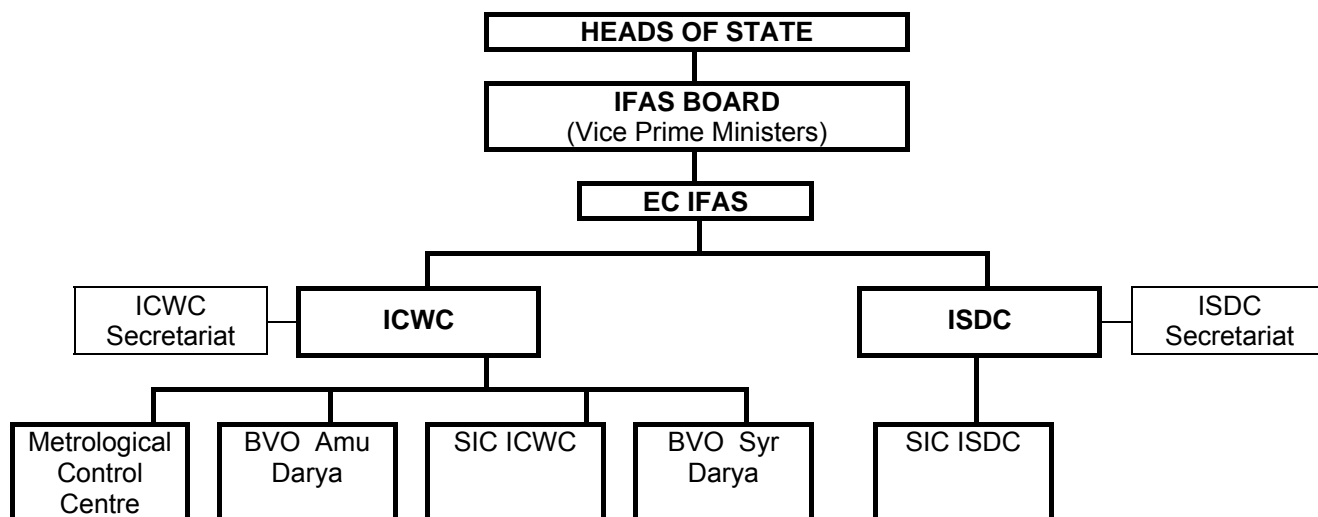 HEADS OF STATE
IFAS BOARD
(Vice Prime Ministers)
EC IFAS
ICWC
Secretariat
ICWC
ISDC
ISDC
Secretariat
Metrological
Control
Centre
BVO Amu
Darya
SIC ICWC
BVO Syr
Darya
SIC ISDC